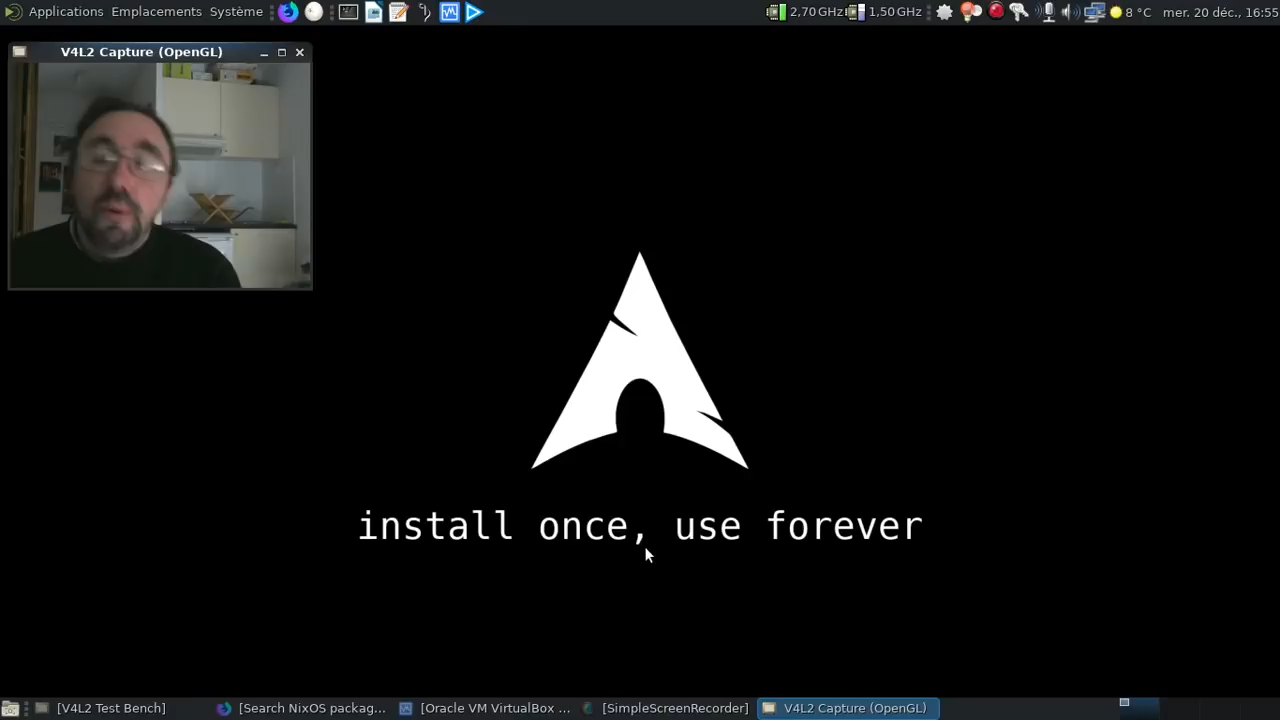 Applications Emplacements Système 2,70 GHz 1,50 GHz 8 °C mer. 20 déc., 16:55
V4L2 Capture (OpenGL)
install once, use forever
[V4L2 Test Bench] [Search NixOS packag... [Oracle VM VirtualBox ... [SimpleScreenRecorder] V4L2 Capture (OpenGL)